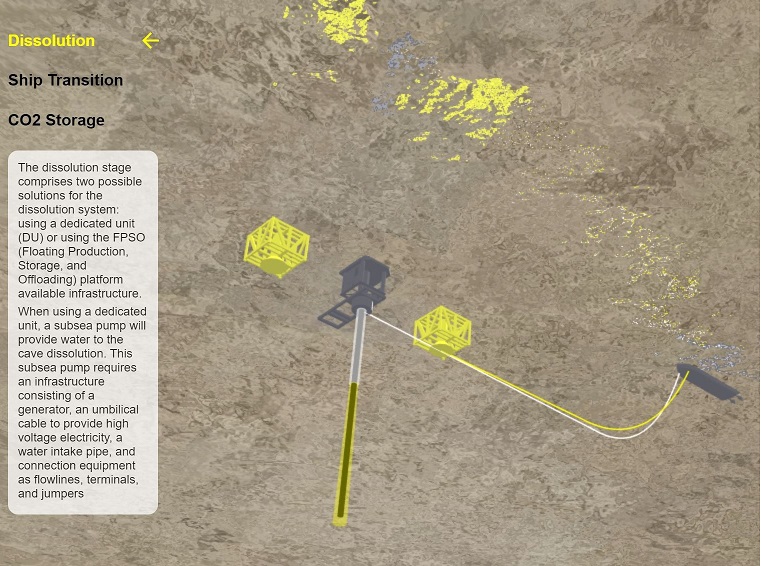 Dissolution
Ship Transition
CO2 Storage
The dissolution stage
comprises two possible
solutions for the
dissolution system:
using a dedicated unit
(DU) or using the FPSO
(Floating Production,
Storage, and
Offloading) platform
available infrastructure.
When using a dedicated
unit, a subsea pump will
provide water to the
cave dissolution. This
subsea pump requires
an infrastructure
consisting of a
generator, an umbilical
cable to provide high
voltage electricity, a
water intake pipe, and
connection equipment
as flowlines, terminals,
and jumpers